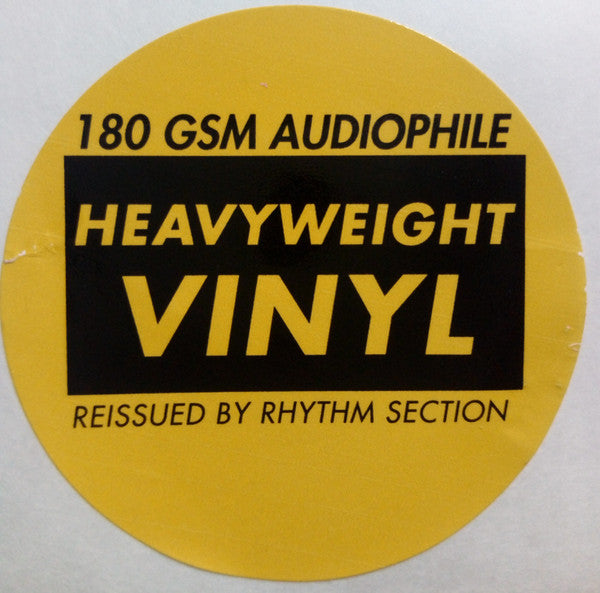 180 GSM AUDIOPHILE
HEAVYWEIGHT
VINYL
REISSUED BY RHYTHM SECTION